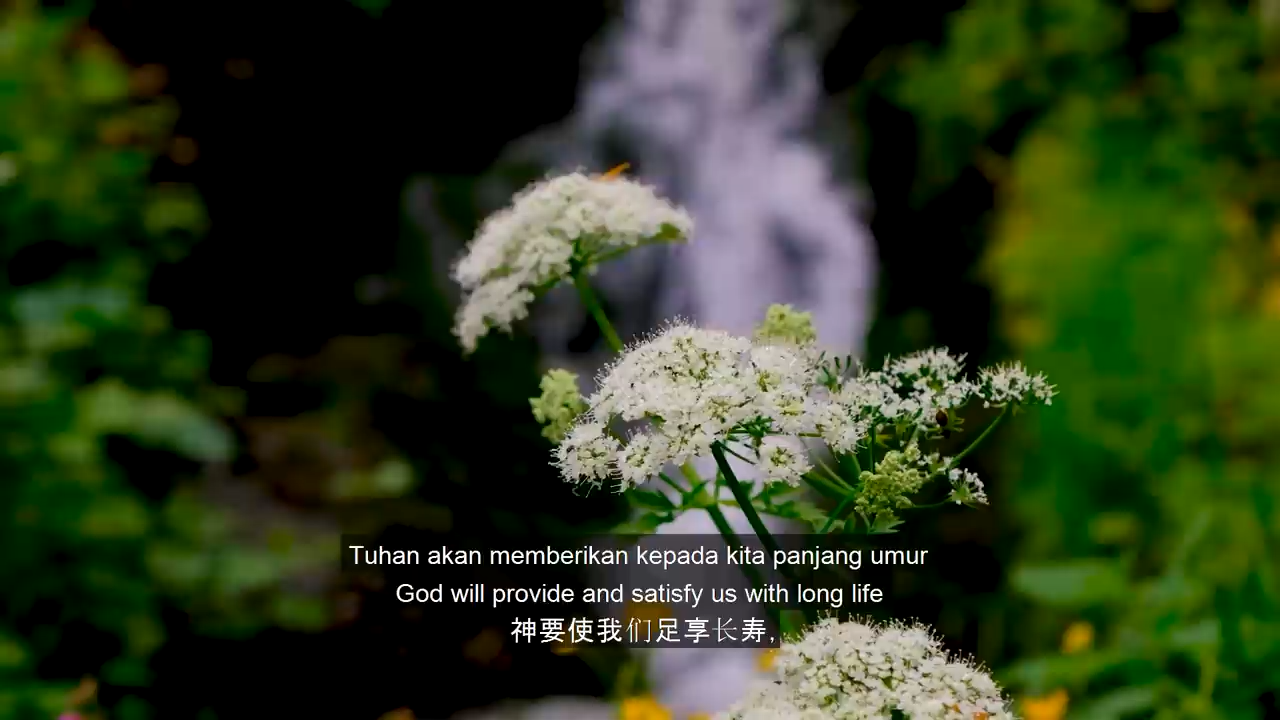 Tuhan akan memberikan kepada kita panjang umur
God will provide and satisfy us with long life
神要使我们足享长寿,